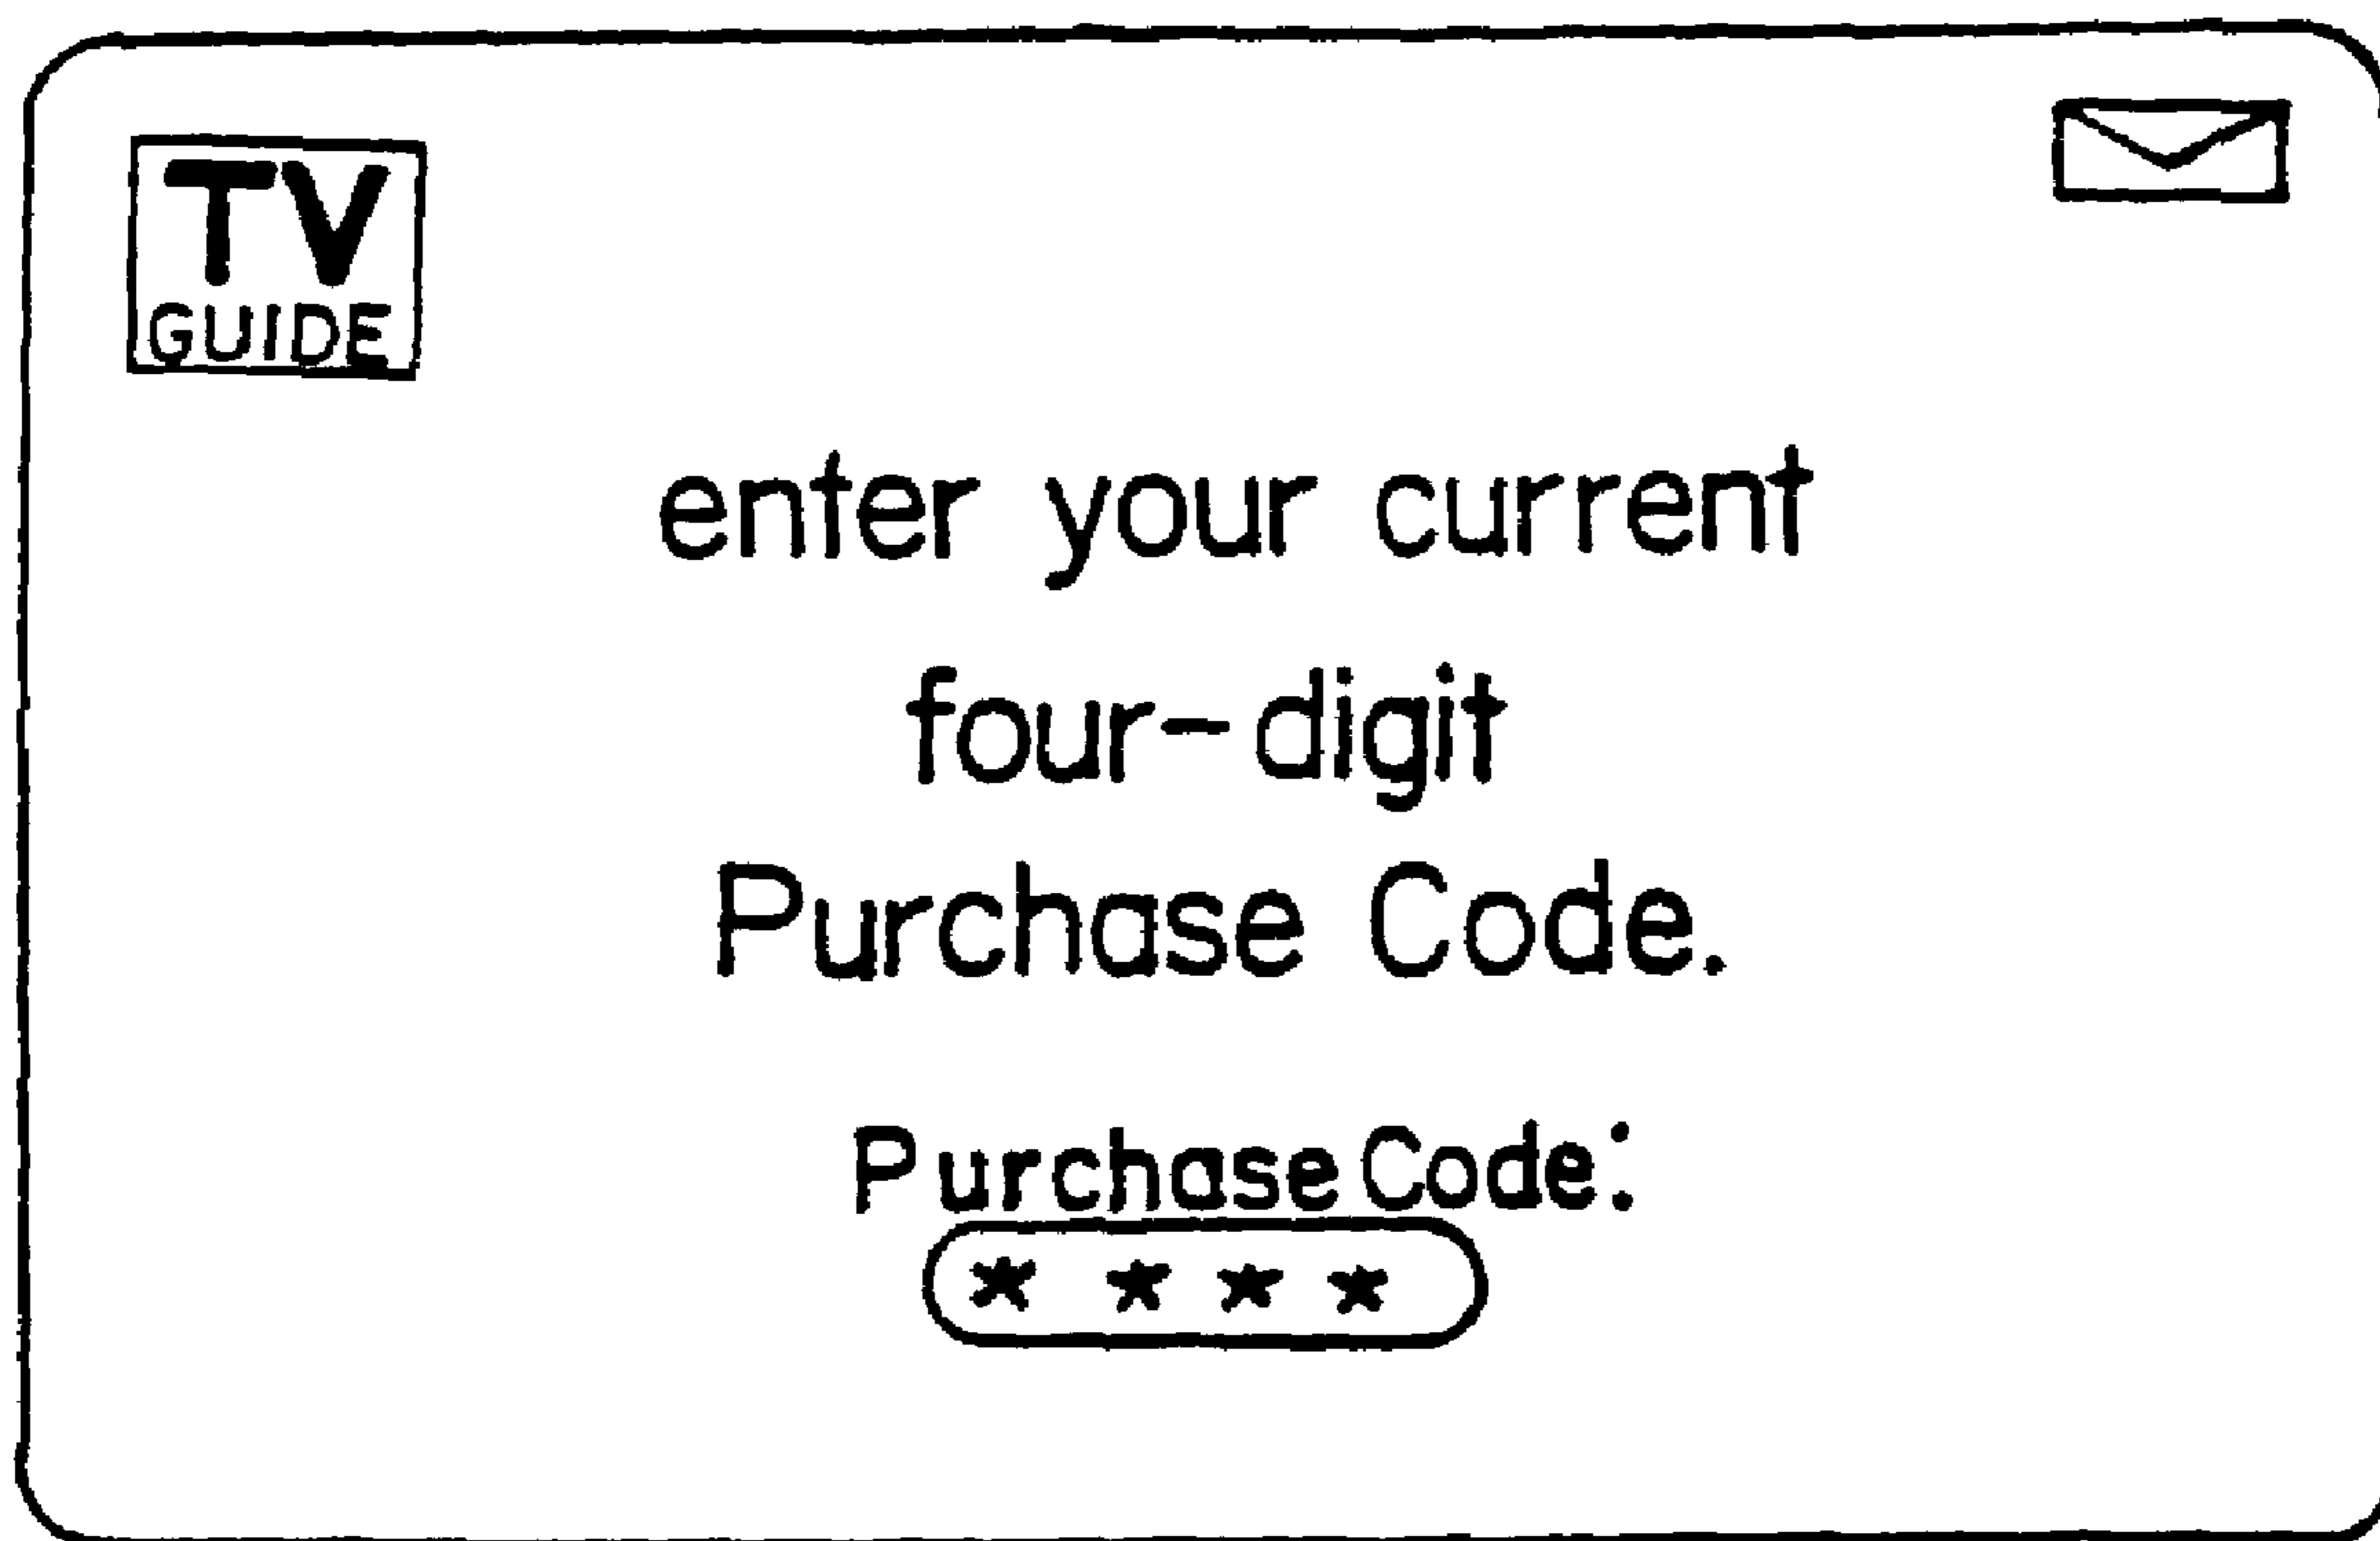 TV
GUIDE
enter your current
four-digit
Purchase Code.
Purchase Code:
* * * *